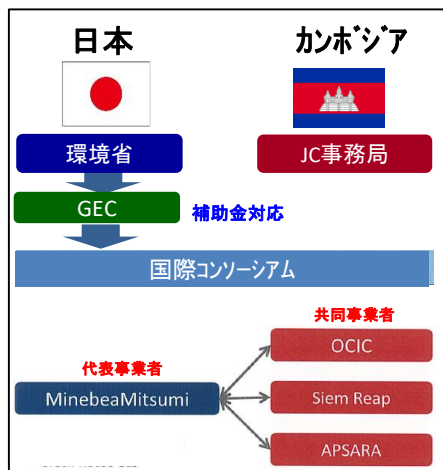 日本
カンボジア
環境省
JC事務局
GEC
補助金対応
国際コンソーシアム
共同事業者
代表事業者
OCIC
MinebeaMitsumi
Siem Reap
APSARA